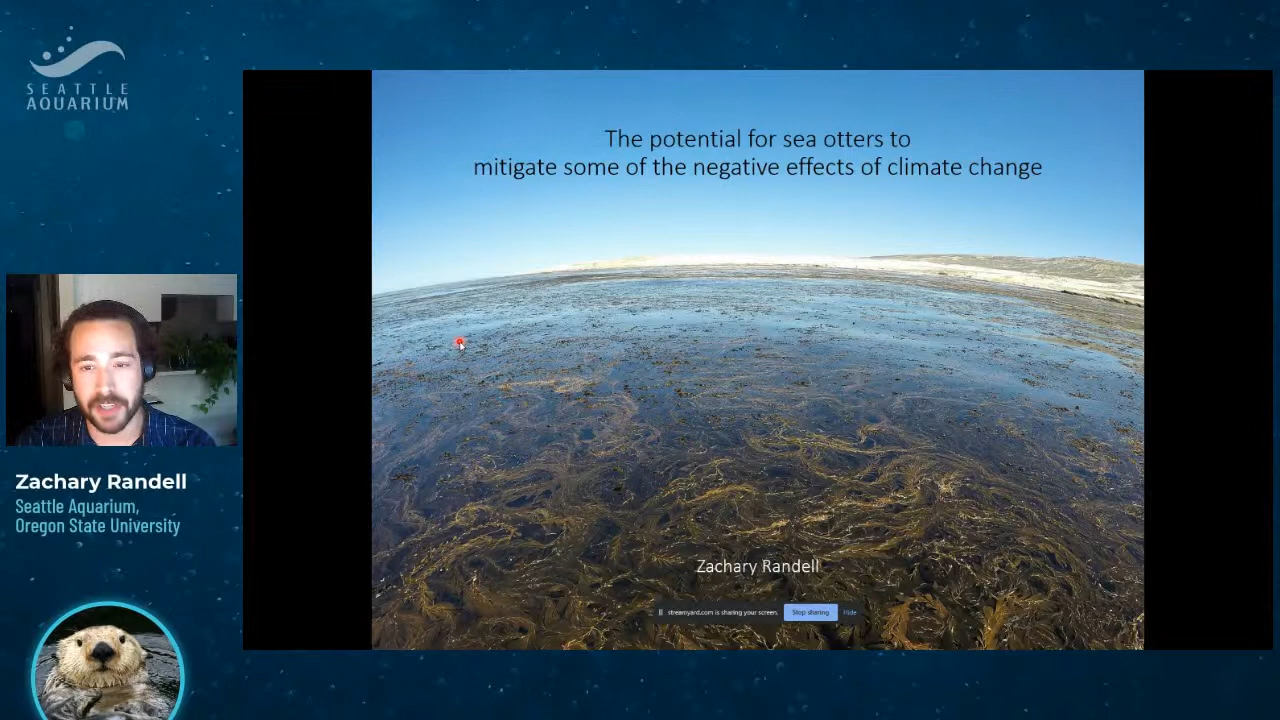 SEATTLE
AQUARIUM
The potential for sea otters to
mitigate some of the negative effects of climate change
Zachary Randell
Seattle Aquarium,
Oregon State University
Zachary Randell
streamyard.com is sharing your screen.
Stop sharing
Hide